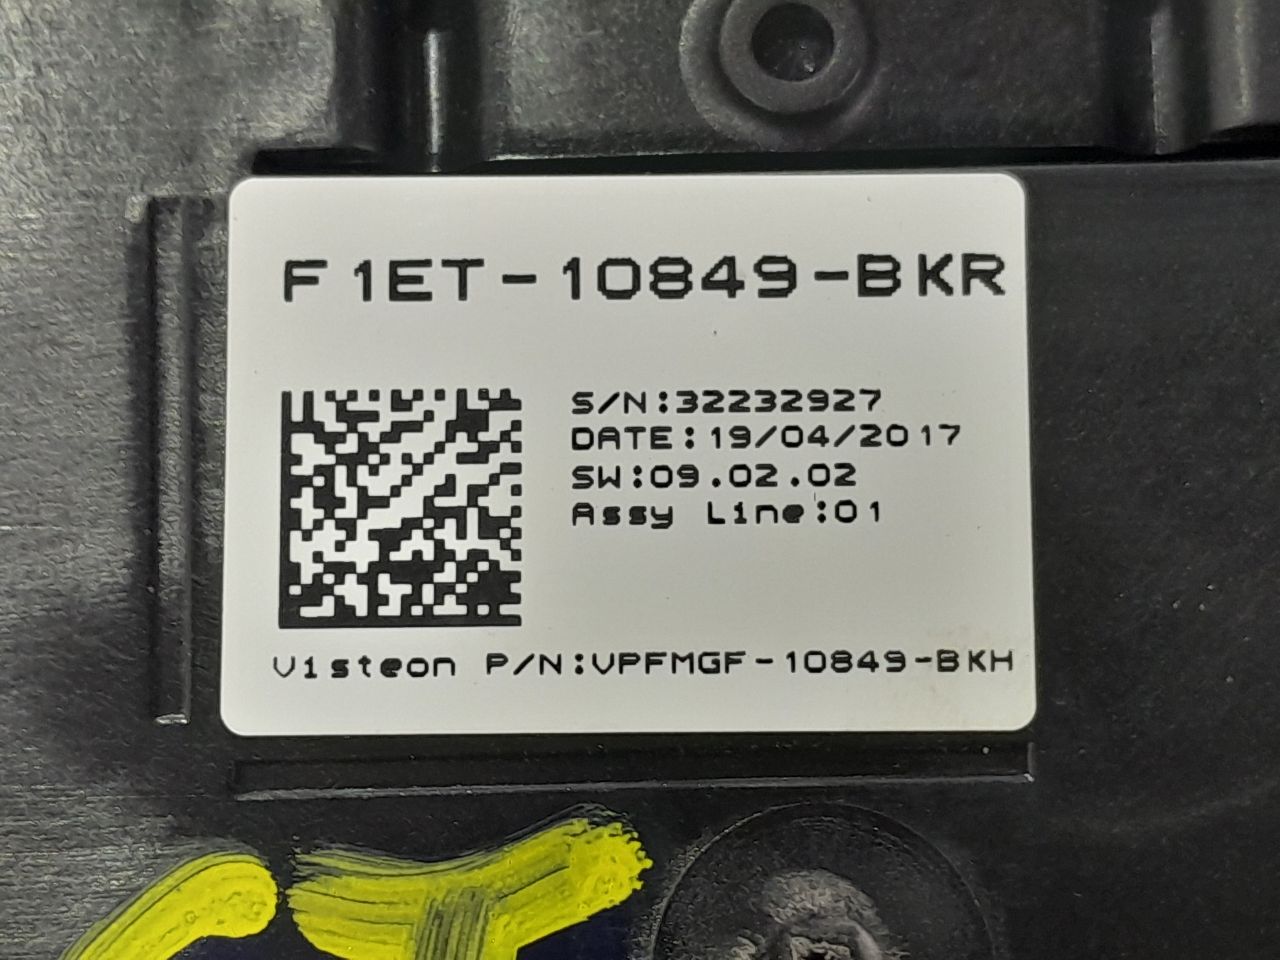 F1ET-10849-BKR
S/N:32232927
DATE:19/04/2017
SW:09.02.02
Assy Line:01
Visteon P/N:VPFMGF-10849-BKH